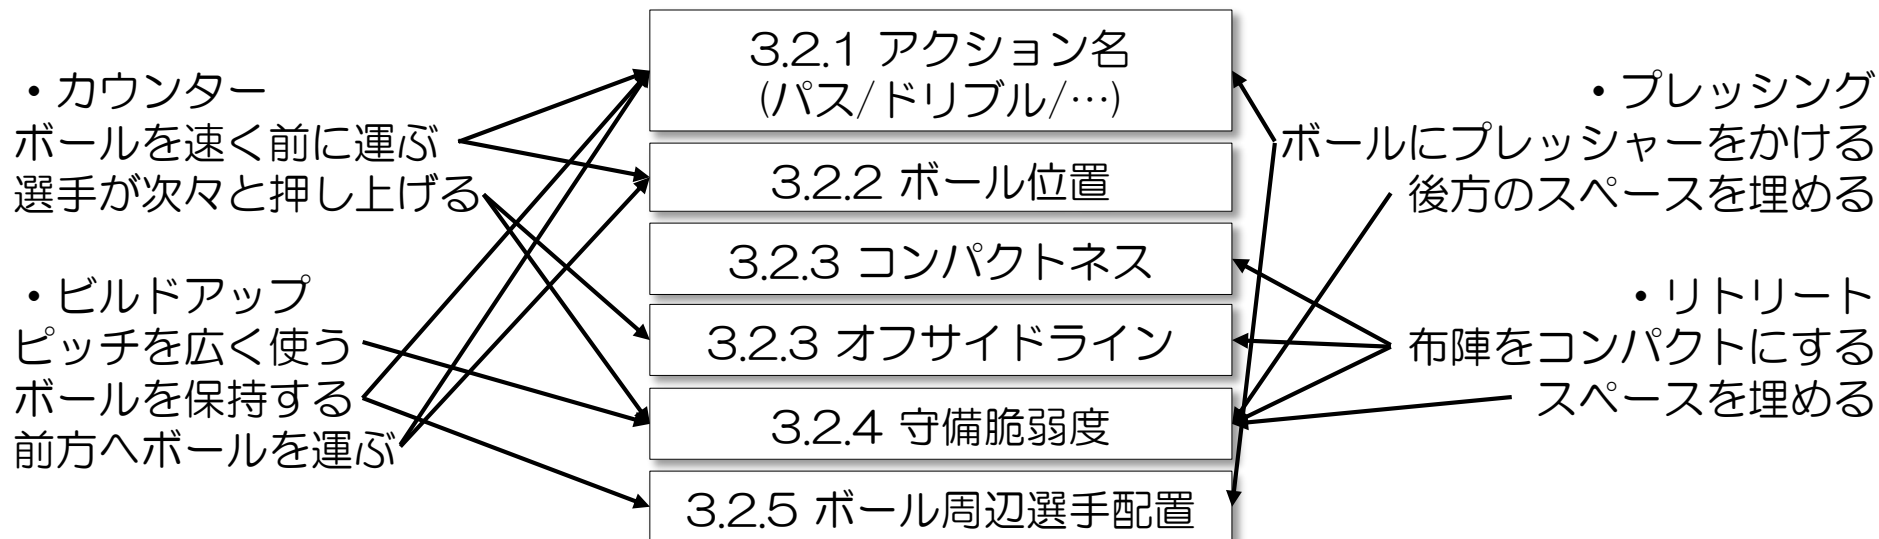 ・カウンター
ボールを速く前に運ぶ
選手が次々と押し上げる
・ビルドアップ
ピッチを広く使う
ボールを保持する
前方へボールを運ぶ
3.2.1 アクション名
(パス/ドリブル/…)
3.2.2 ボール位置
3.2.3 コンパクトネス
3.2.3 オフサイドライン
3.2.4 守備脆弱度
3.2.5 ボール周辺選手配置
・プレッシング
ボールにプレッシャーをかける
後方のスペースを埋める
・リトリート
布陣をコンパクトにする
スペースを埋める